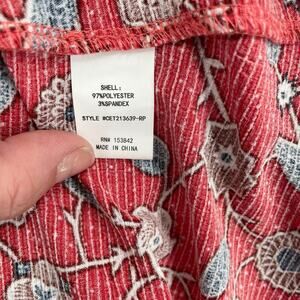 SHELL:
97%POLYESTER
3%SPANDEX
STYLE #CET213639-RP
RN# 153842
MADE IN CHINA